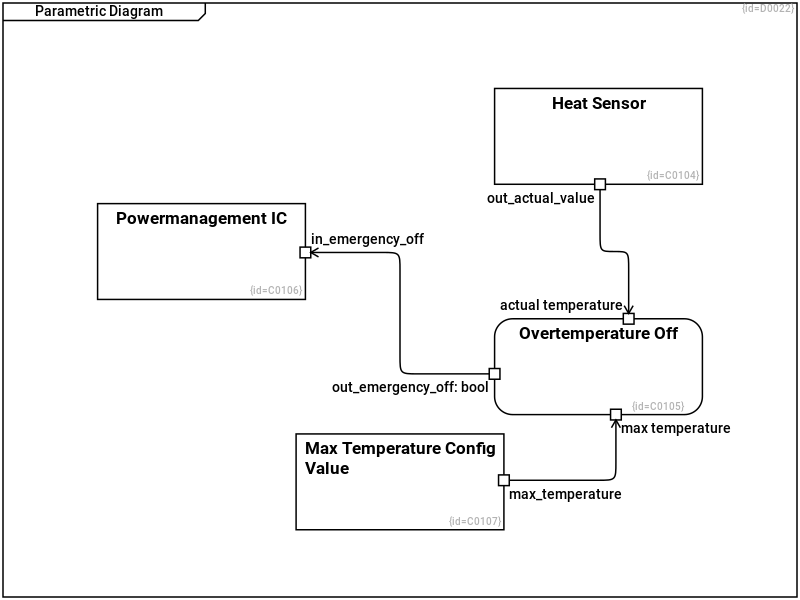 Parametric Diagram
{id=D0022}
Heat Sensor
{id=C0104}
out_actual_value
Powermanagement IC
{id=C0106}
in_emergency_off
actual temperature
Overtemperature Off
{id=C0105}
out_emergency_off: bool
max temperature
Max Temperature Config
Value
{id=C0107}
max_temperature